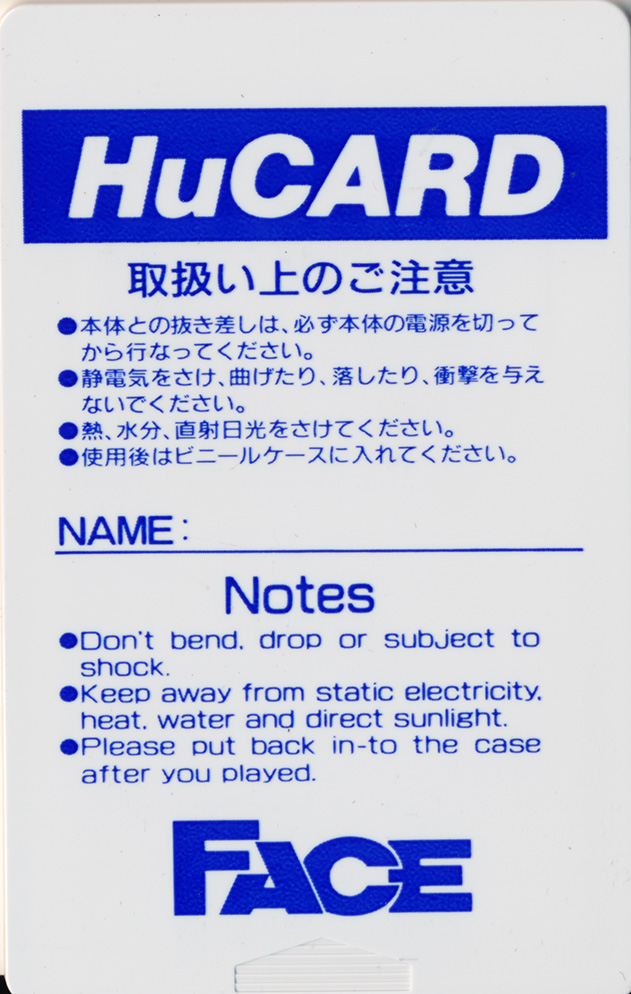 HuCARD
取扱い上のご注意
●本体との抜き差しは、必ず本体の電源を切って
から行なってください。
●静電気をさけ、曲げたり、落したり、衝撃を与え
ないでください。
●熱、水分、直射日光をさけてください。
●使用後はビニールケースに入れてください。
NAME:
Notes
●Don't bend, drop or subject to
shock.
●Keep away from static electricity,
heat, water and direct sunlight.
●Please put back in-to the case
after you played.
FACE